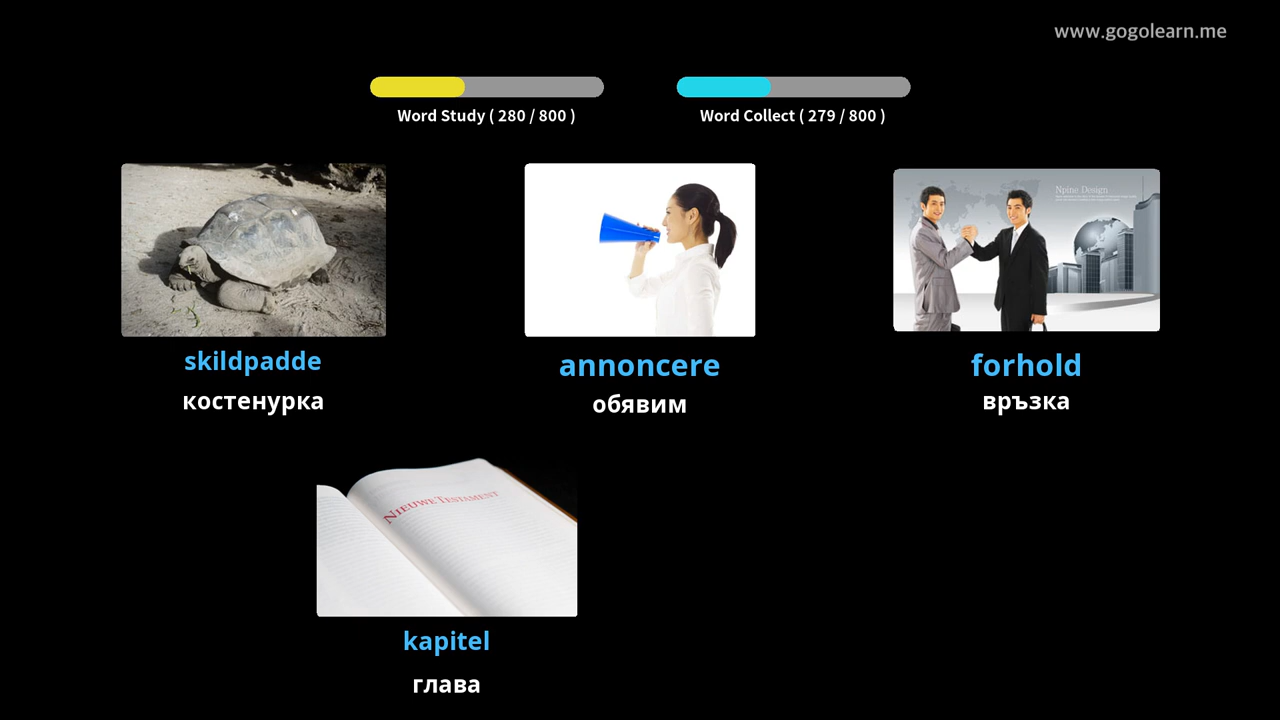 www.gogolearn.me
Word Study ( 280 / 800 )
Word Collect ( 279 / 800 )
Npine Design
skildpadde
annoncere
forhold
костенурка
обявим
връзка
NIEUWE TESTAMENT
kapitel
глава